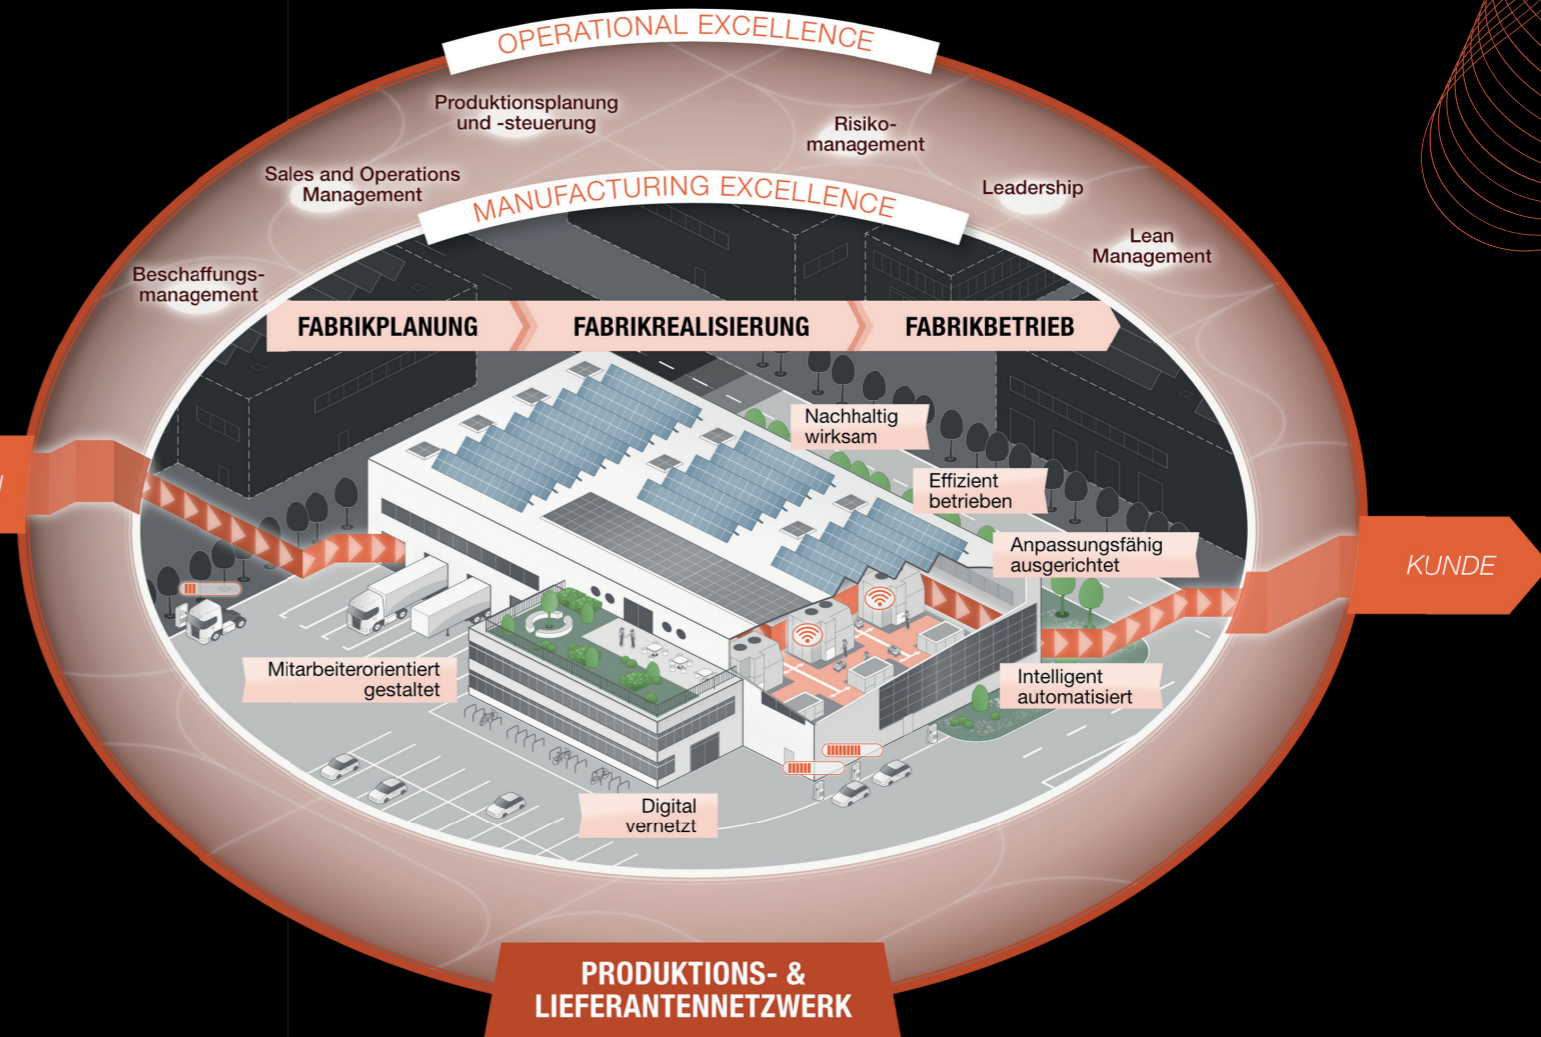 OPERATIONAL EXCELLENCE
Produktionsplanung
und -steuerung
Risiko-
management
Sales and Operations
Management
Leadership
MANUFACTURING EXCELLENCE
Lean
Management
Beschaffungs-
management
FABRIKPLANUNG
FABRIKREALISIERUNG
FABRIKBETRIEB
Nachhaltig
wirksam
Effizient
betrieben
Anpassungsfähig
ausgerichtet
KUNDE
Mitarbeiterorientiert
gestaltet
Intelligent
automatisiert
Digital
vernetzt
PRODUKTIONS- &
LIEFERANTENNETZWERK